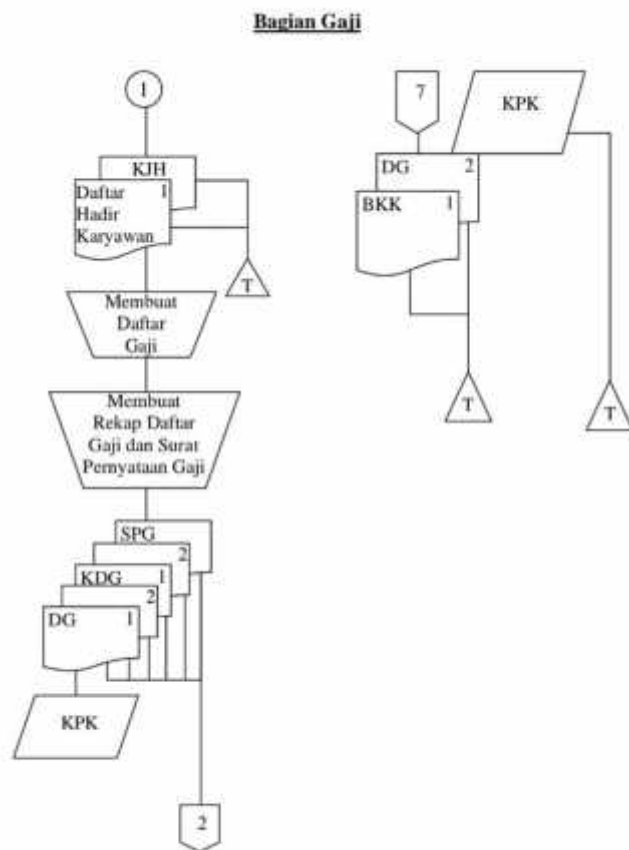 Bagian Gaji
1
KJH
Daftar 1
Hadir
Karyawan
T
Membuat
Daftar
Gaji
Membuat
Rekap Daftar
Gaji dan Surat
Pernyataan Gaji
SPG
2
KDG 1
2
DG 1
KPK
2
7
KPK
DG 2
BKK 1
T
T